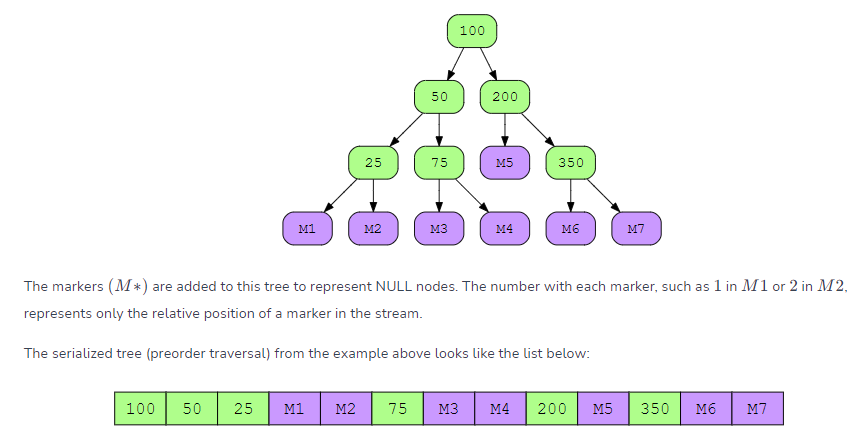 100
50 200
25 75 M5 350
M1 M2 M3 M4 M6 M7
The markers (M*) are added to this tree to represent NULL nodes. The number with each marker, such as 1 in M1 or 2 in M2,
represents only the relative position of a marker in the stream.
The serialized tree (preorder traversal) from the example above looks like the list below:
100 50 25 M1 M2 75 M3 M4 200 M5 350 M6 M7